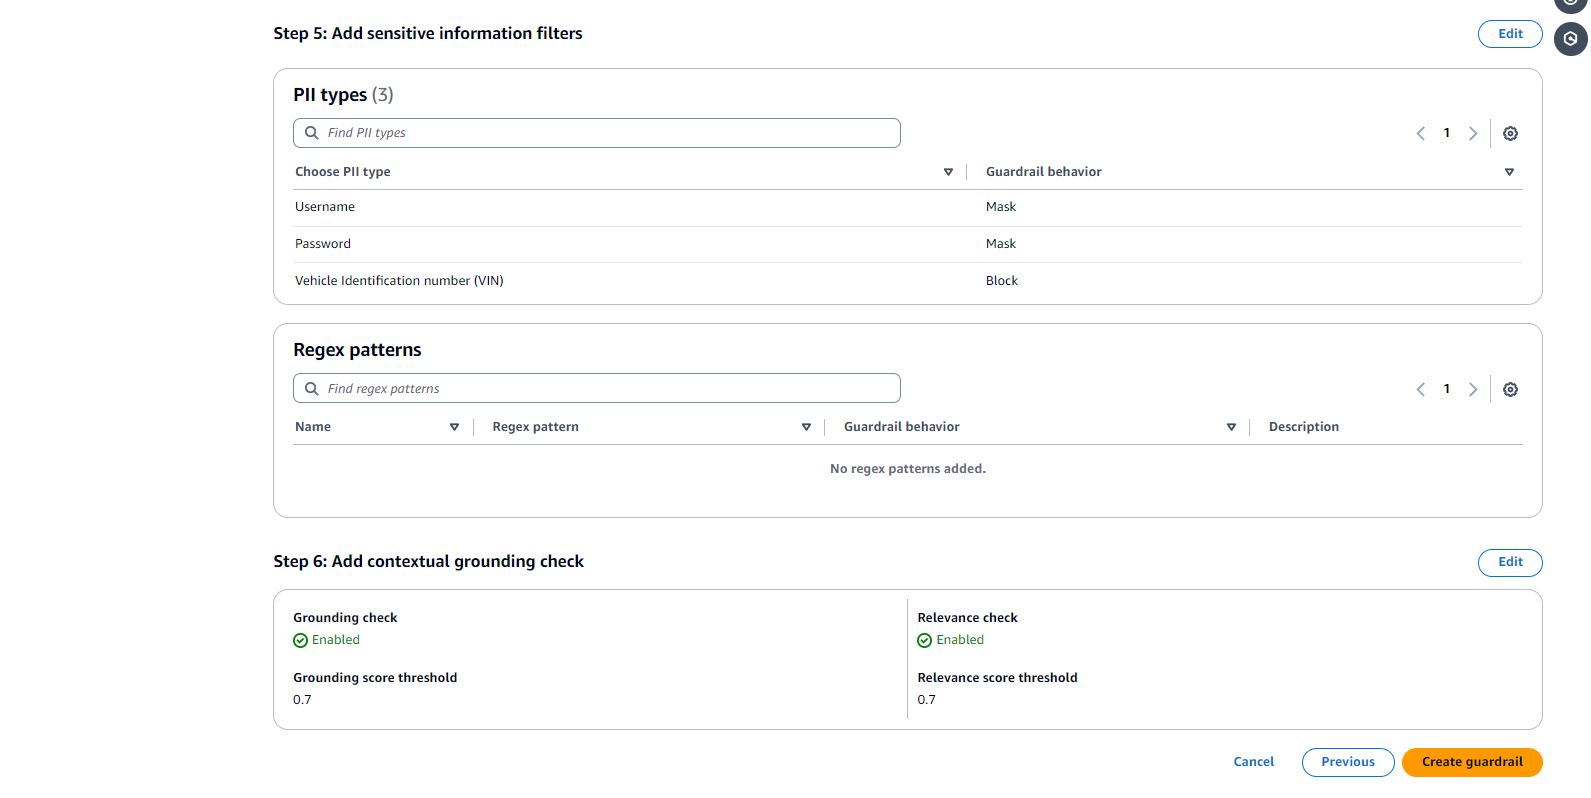 Step 5: Add sensitive information filters
Edit
PII types (3)
Find PII types
1
Choose PII type
Guardrail behavior
Username
Mask
Password
Mask
Vehicle Identification number (VIN)
Block
Regex patterns
Find regex patterns
1
Name
Regex pattern
Guardrail behavior
Description
No regex patterns added.
Step 6: Add contextual grounding check
Edit
Grounding check
Enabled
Grounding score threshold
0.7
Relevance check
Enabled
Relevance score threshold
0.7
Cancel
Previous
Create guardrail